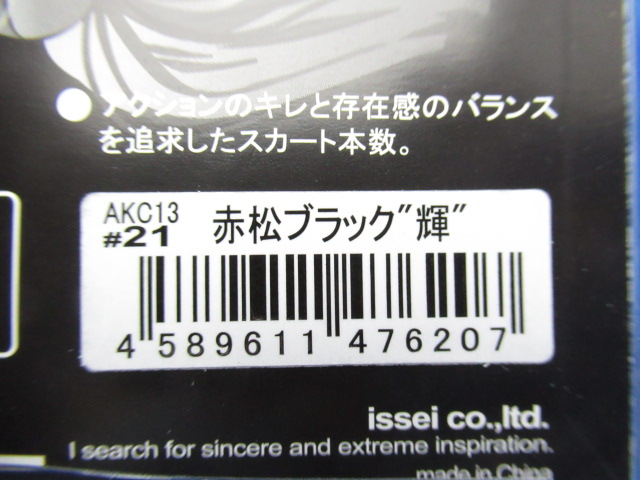 ● アクションのキレと存在感のバランス
を追求したスカート本数。
AKC13
#21 赤松ブラック"輝"
4 589611 476207
issei co.,ltd.
I search for sincere and extreme inspiration.
made in China